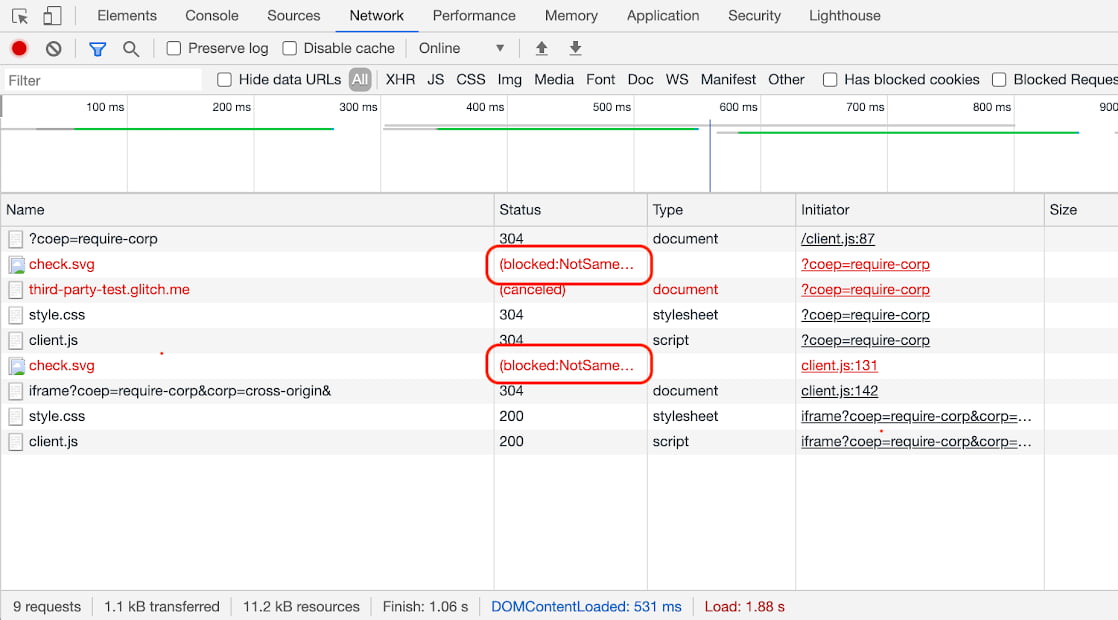 Elements Console Sources Network Performance Memory Application Security Lighthouse
Preserve log Disable cache Online
Filter Hide data URLs All XHR JS CSS Img Media Font Doc WS Manifest Other Has blocked cookies Blocked Reques
100 ms 200 ms 300 ms 400 ms 500 ms 600 ms 700 ms 800 ms 900
Name Status Type Initiator Size
?coep=require-corp 304 document /client.js:87
check.svg (blocked:NotSame… ?coep=require-corp
third-party-test.glitch.me (canceled) document ?coep=require-corp
style.css 304 stylesheet ?coep=require-corp
client.js 304 script ?coep=require-corp
check.svg (blocked:NotSame… client.js:131
iframe?coep=require-corp&corp=cross-origin& 304 document client.js:142
style.css 200 stylesheet iframe?coep=require-corp&corp=…
client.js 200 script iframe?coep=require-corp&corp=…
9 requests 1.1 kB transferred 11.2 kB resources Finish: 1.06 s DOMContentLoaded: 531 ms Load: 1.88 s